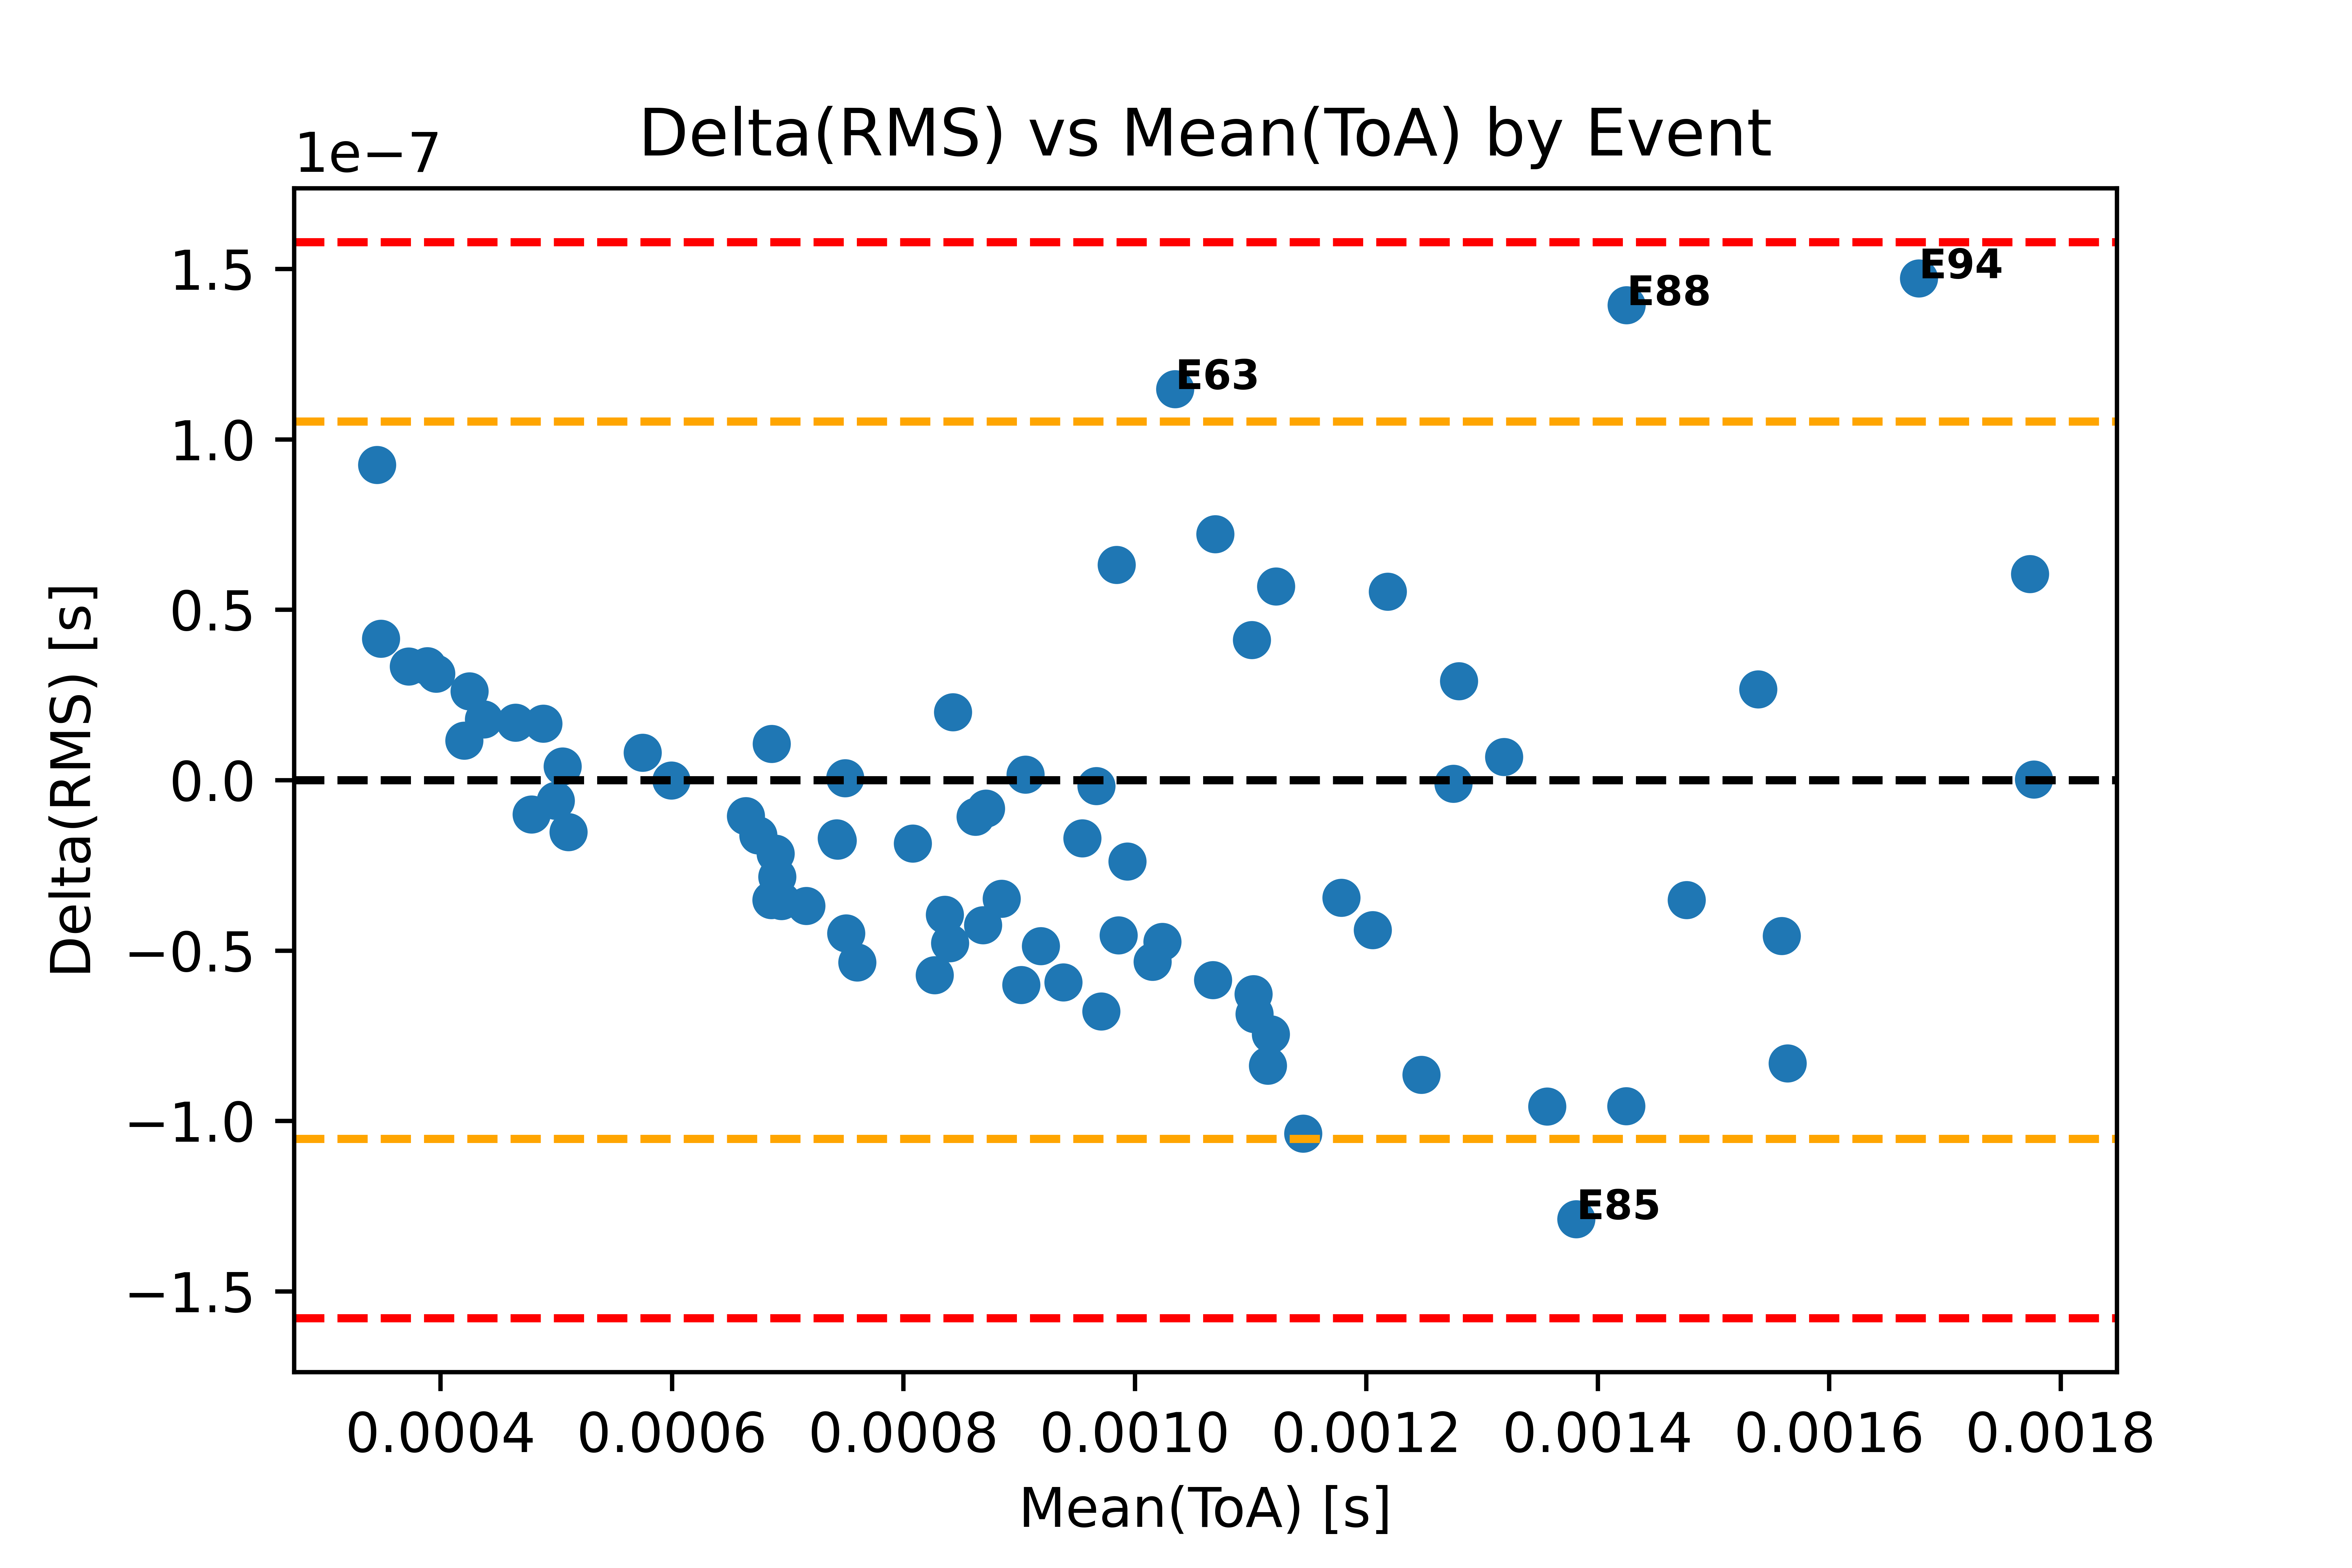 Delta(RMS) vs Mean(ToA) by Event
1e−7
1.5
1.0
0.5
0.0
−0.5
−1.0
−1.5
Delta(RMS) [s]
E94
E88
E63
E85
0.0004 0.0006 0.0008 0.0010 0.0012 0.0014 0.0016 0.0018
Mean(ToA) [s]